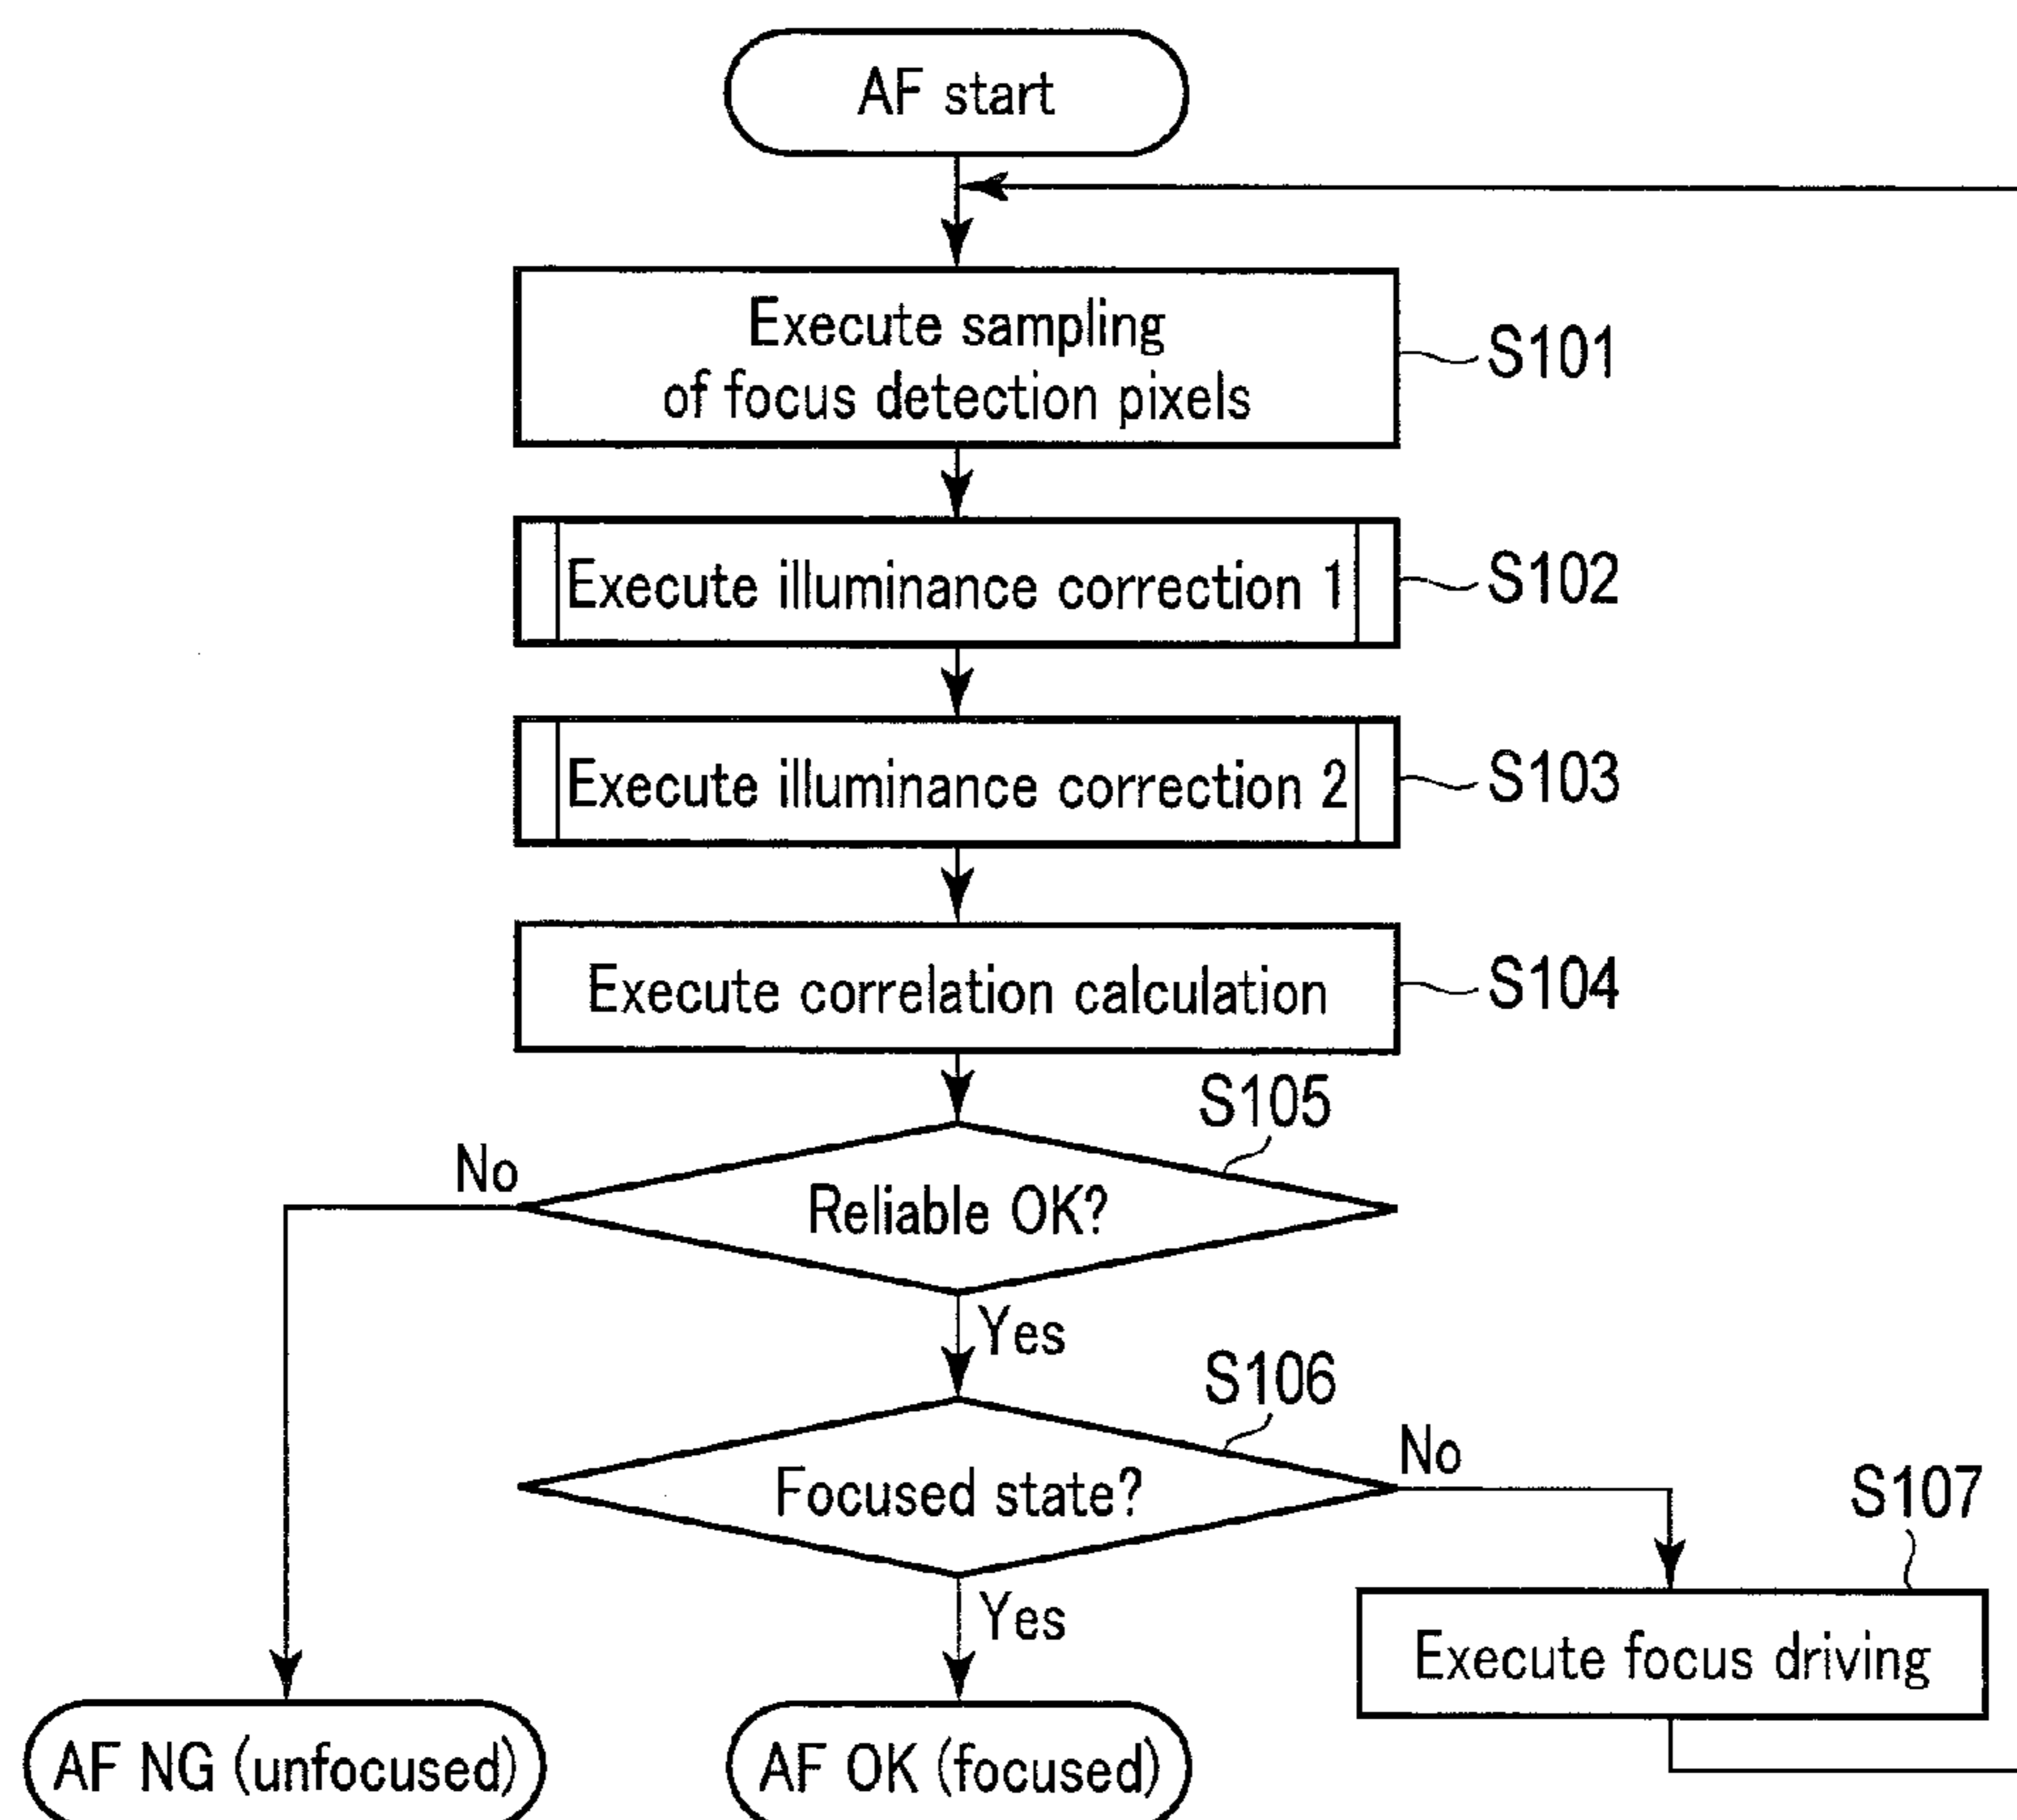 AF start
Execute sampling
of focus detection pixels
S101
Execute illuminance correction 1
S102
Execute illuminance correction 2
S103
Execute correlation calculation
S104
S105
No
Reliable OK?
Yes
S106
No
Focused state?
S107
Yes
Execute focus driving
AF NG (unfocused)
AF OK (focused)